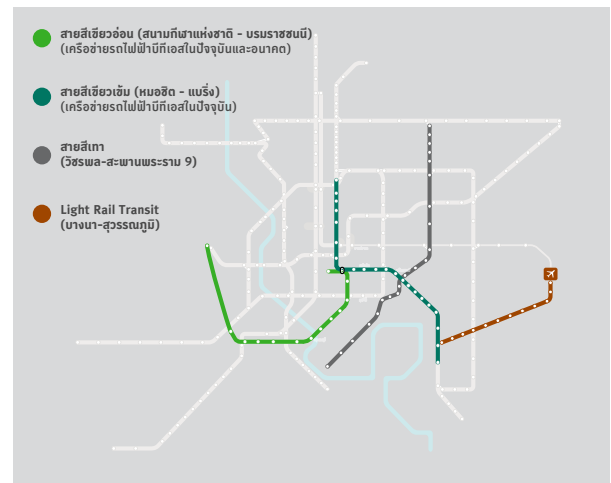 สายสีเขียวอ่อน (สนามกีฬาแห่งชาติ - บรมราชชนนี)
(เครือข่ายรถไฟฟ้าบีทีเอสในปัจจุบันและอนาคต)
สายสีเขียวเข้ม (หมอชิต - แบริ่ง)
(เครือข่ายรถไฟฟ้าบีทีเอสในปัจจุบัน)
สายสีเทา
(วัชรพล-สะพานพระราม 9)
Light Rail Transit
(บางนา-สุวรรณภูมิ)